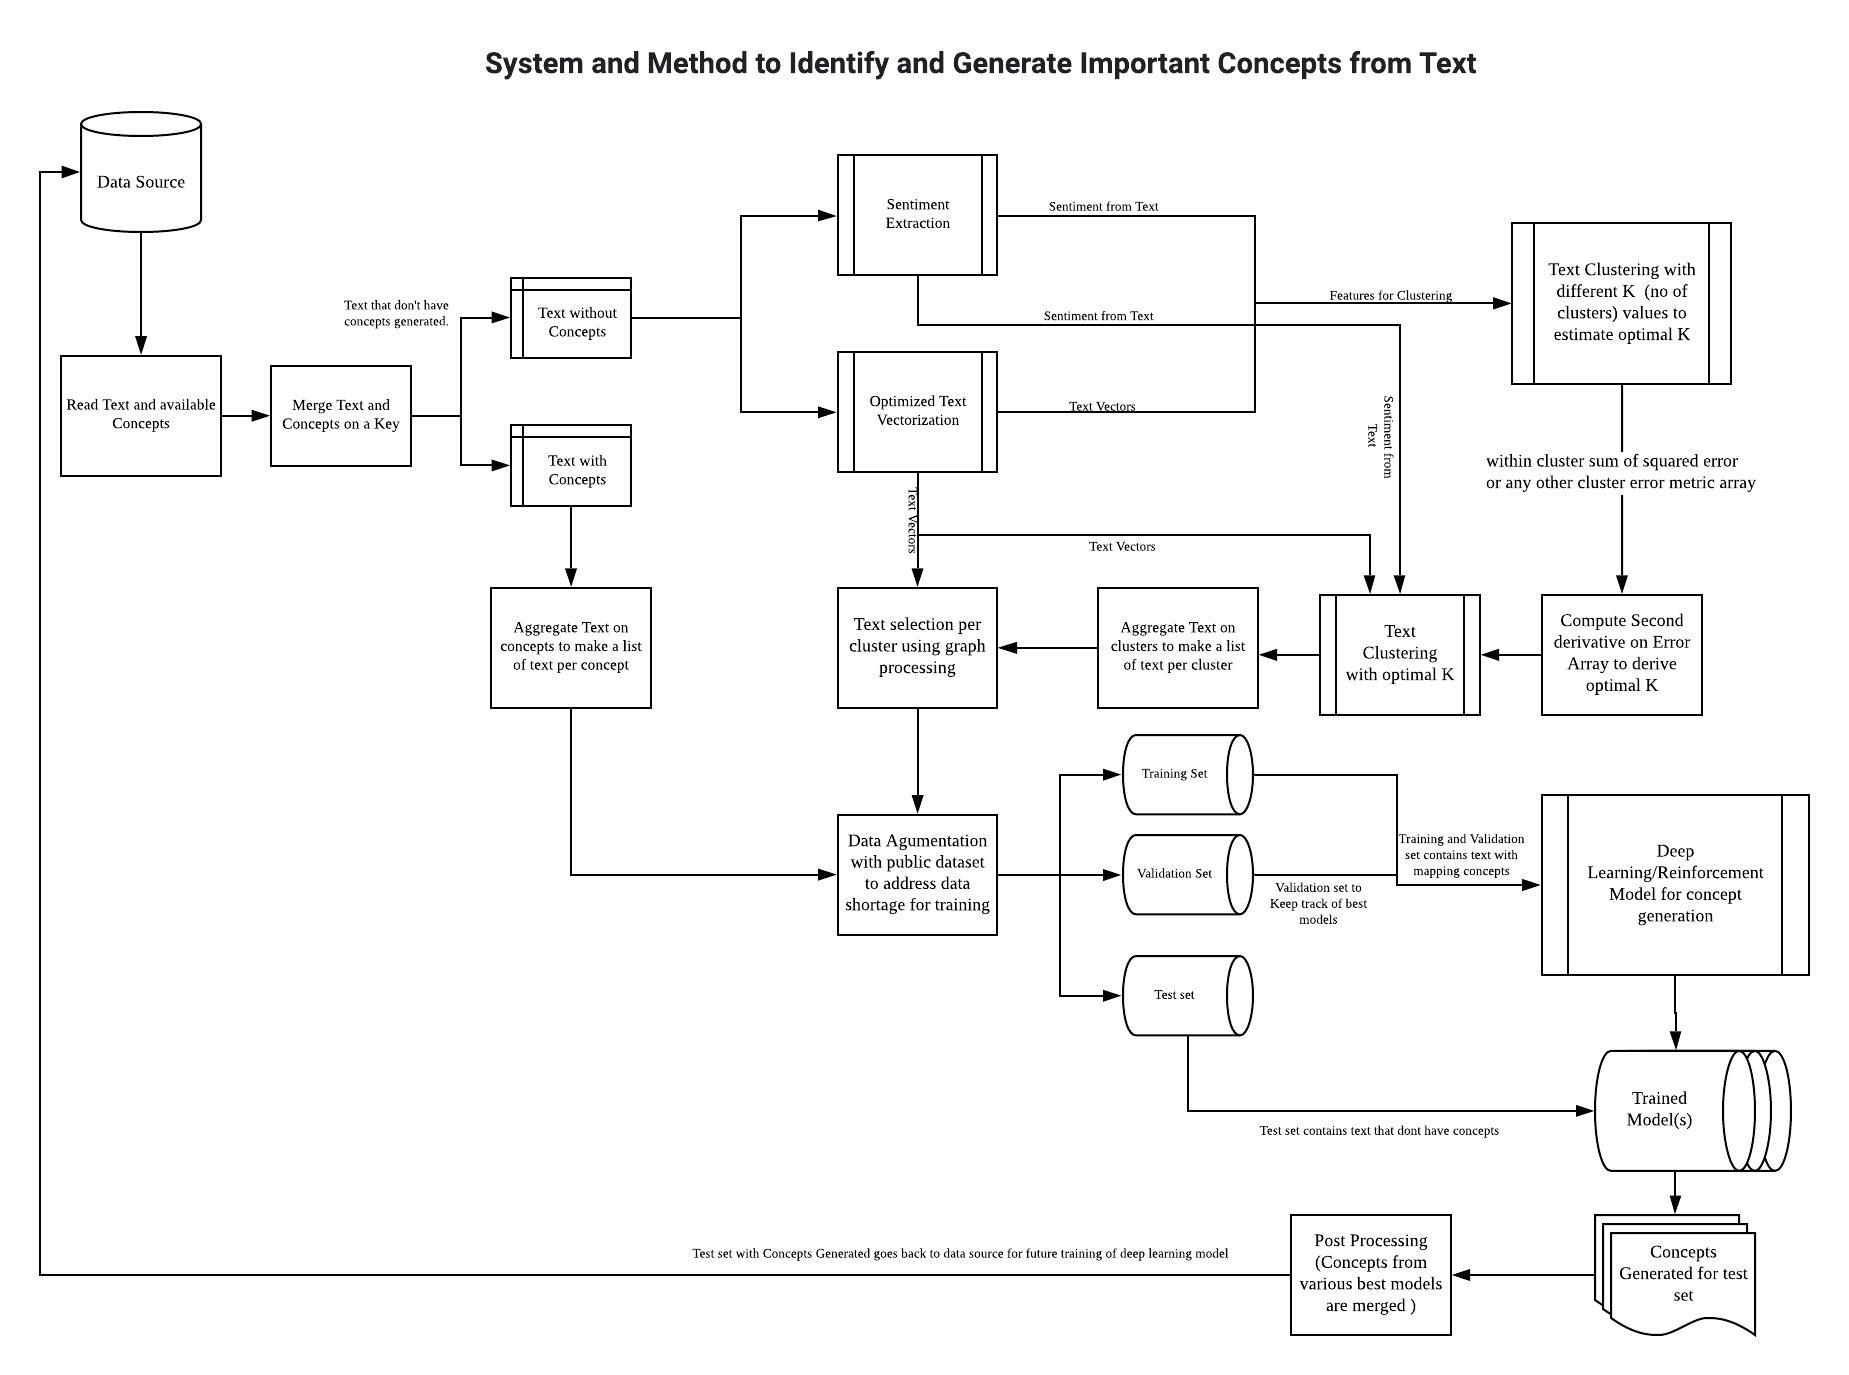 System and Method to Identify and Generate Important Concepts from Text
Data Source
Read Text and available
Concepts
Merge Text and
Concepts on a Key
Text that don't have
concepts generated.
Text without
Concepts
Text with
Concepts
Aggregate Text on
concepts to make a list
of text per concept
Sentiment
Extraction
Sentiment from Text
Sentiment from Text
Optimized Text
Vectorization
Text Vectors
Features for Clustering
Text Clustering with
different K (no of
clusters) values to
estimate optimal K
Sentiment from
Text
within cluster sum of squared error
or any other cluster error metric array
Text Vectors
Text Vectors
Text selection per
cluster using graph
processing
Aggregate Text on
clusters to make a list
of text per cluster
Text
Clustering
with optimal K
Compute Second
derivative on Error
Array to derive
optimal K
Data Agumentation
with public dataset
to address data
shortage for training
Training Set
Validation Set
Test set
Validation set to
Keep track of best
models
Training and Validation
set contains text with
mapping concepts
Deep
Learning/Reinforcement
Model for concept
generation
Trained
Model(s)
Test set contains text that dont have concepts
Concepts
Generated for test
set
Post Processing
(Concepts from
various best models
are merged )
Test set with Concepts Generated goes back to data source for future training of deep learning model